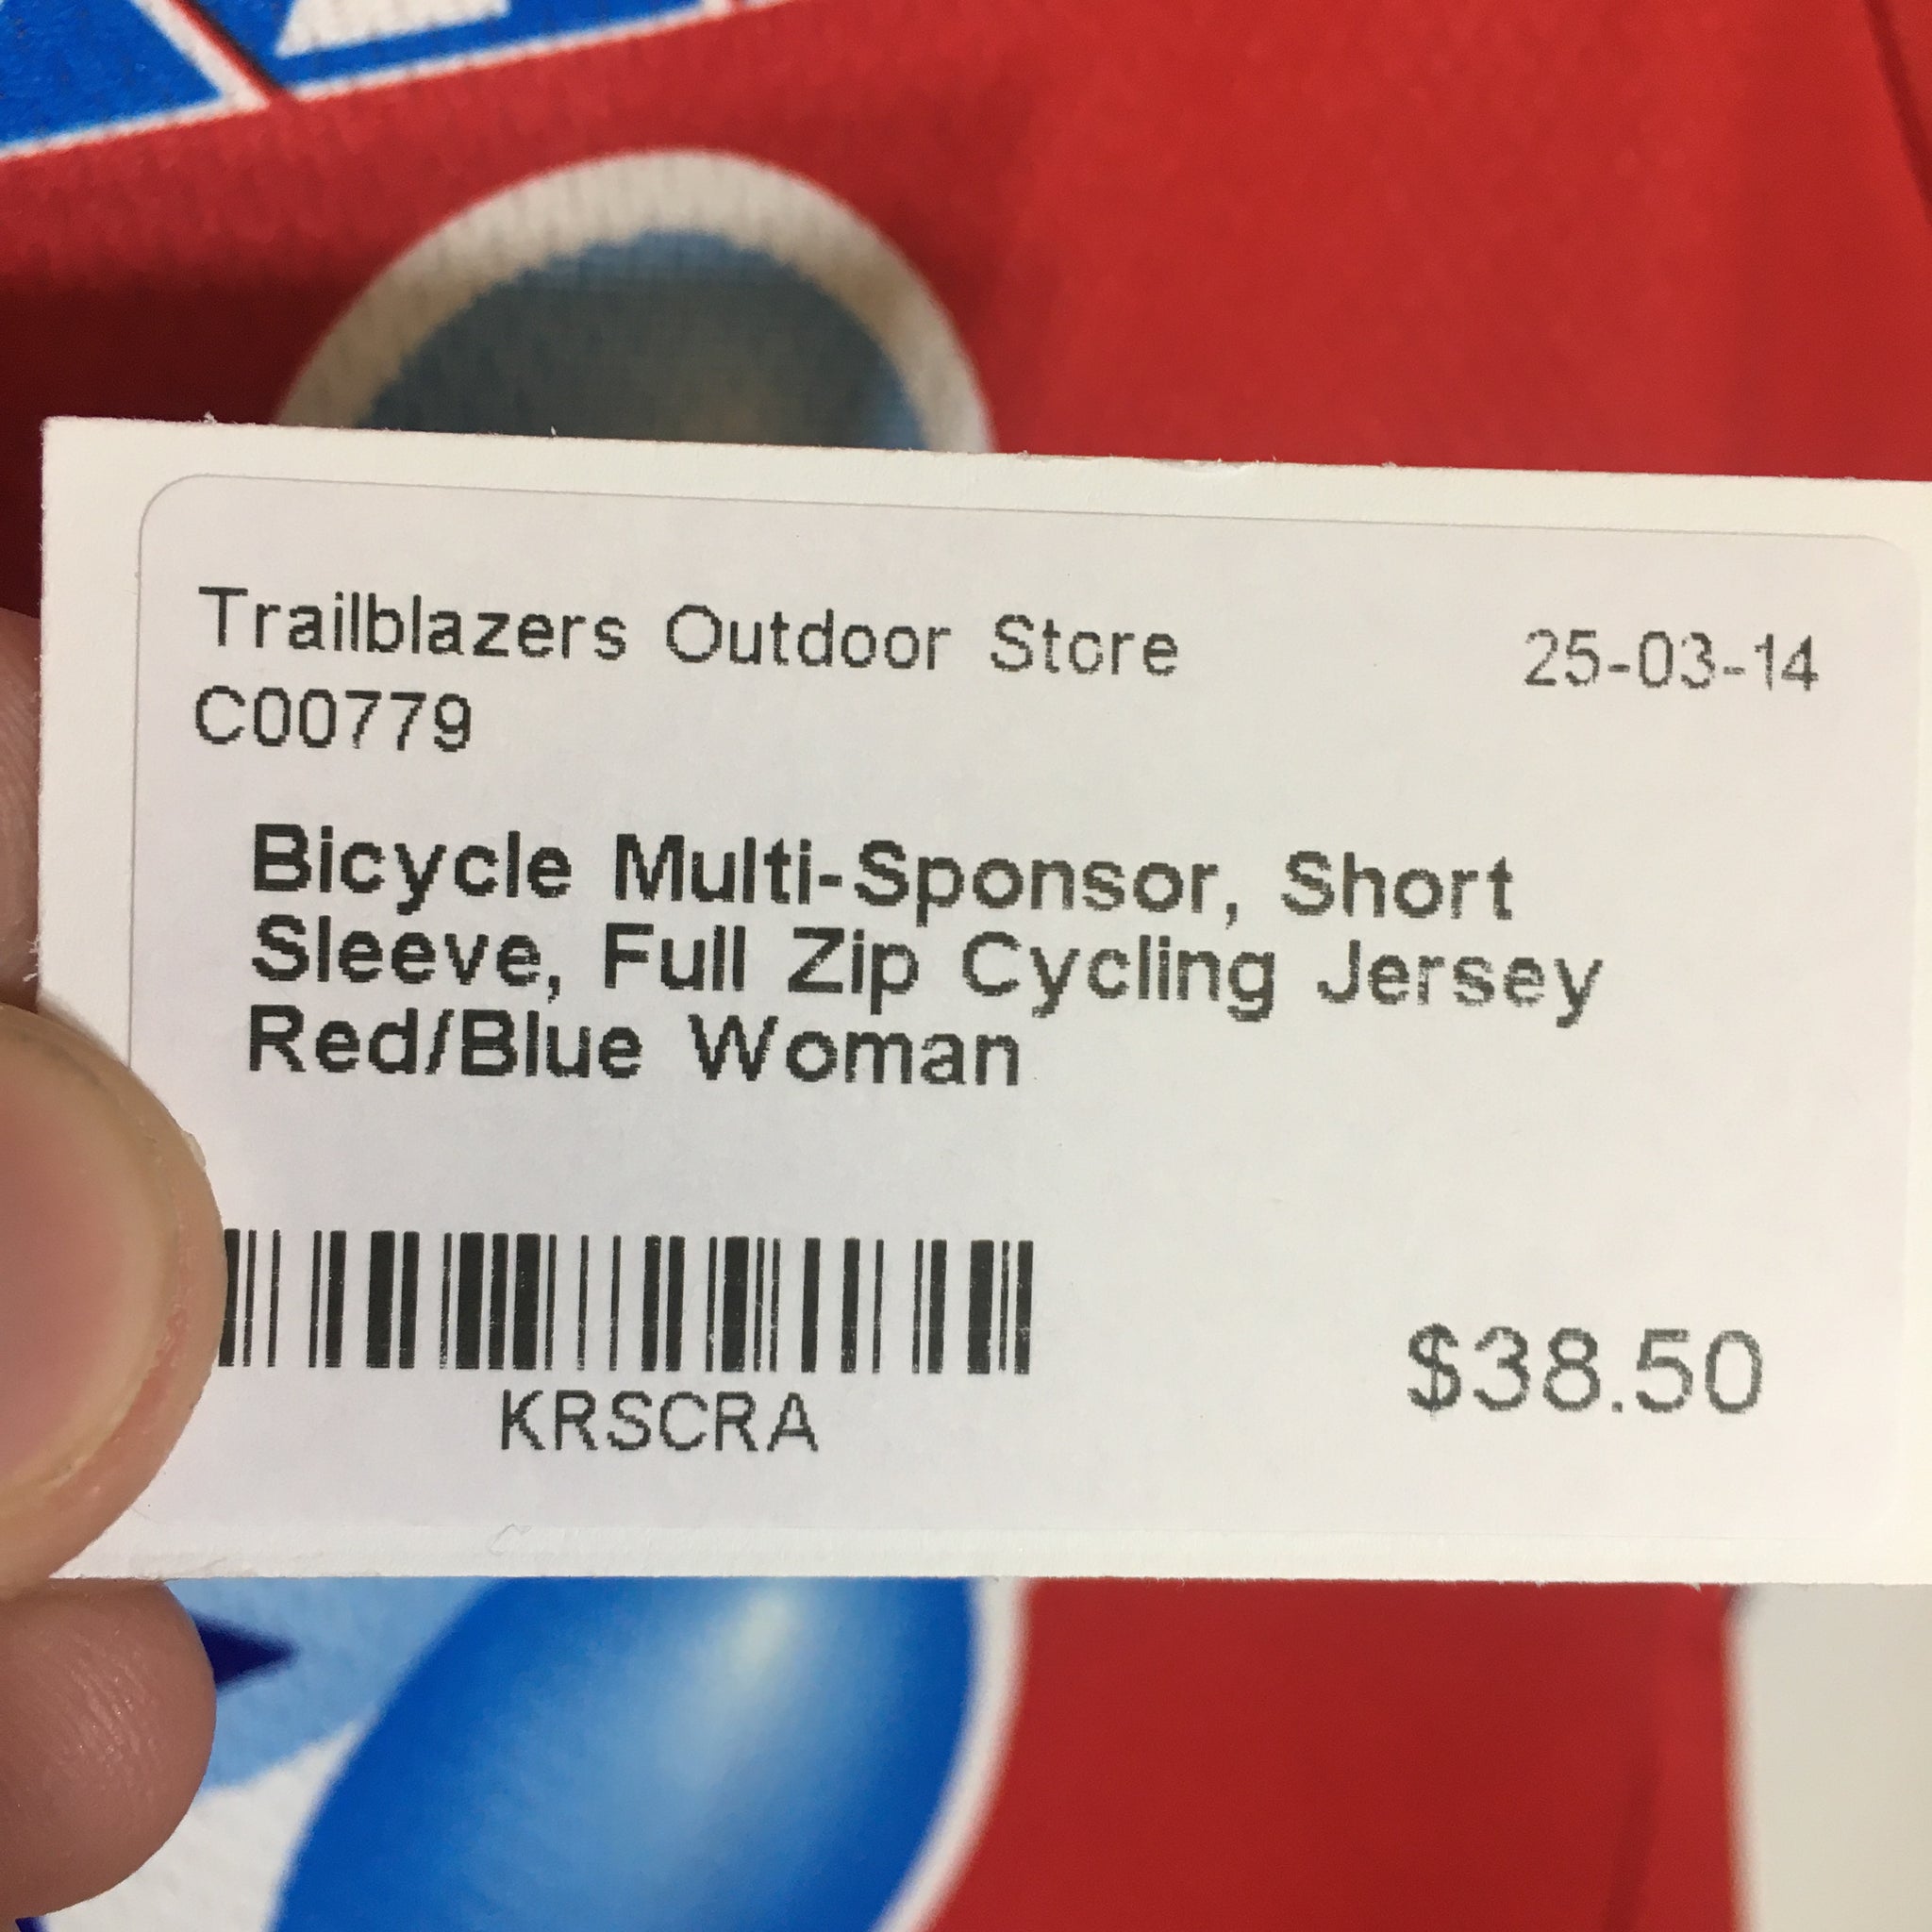 Trailblazers Outdoor Store 25-03-14
C00779
Bicycle Multi-Sponsor, Short
Sleeve, Full Zip Cycling Jersey
Red/Blue Woman
KRSCRA
$38.50